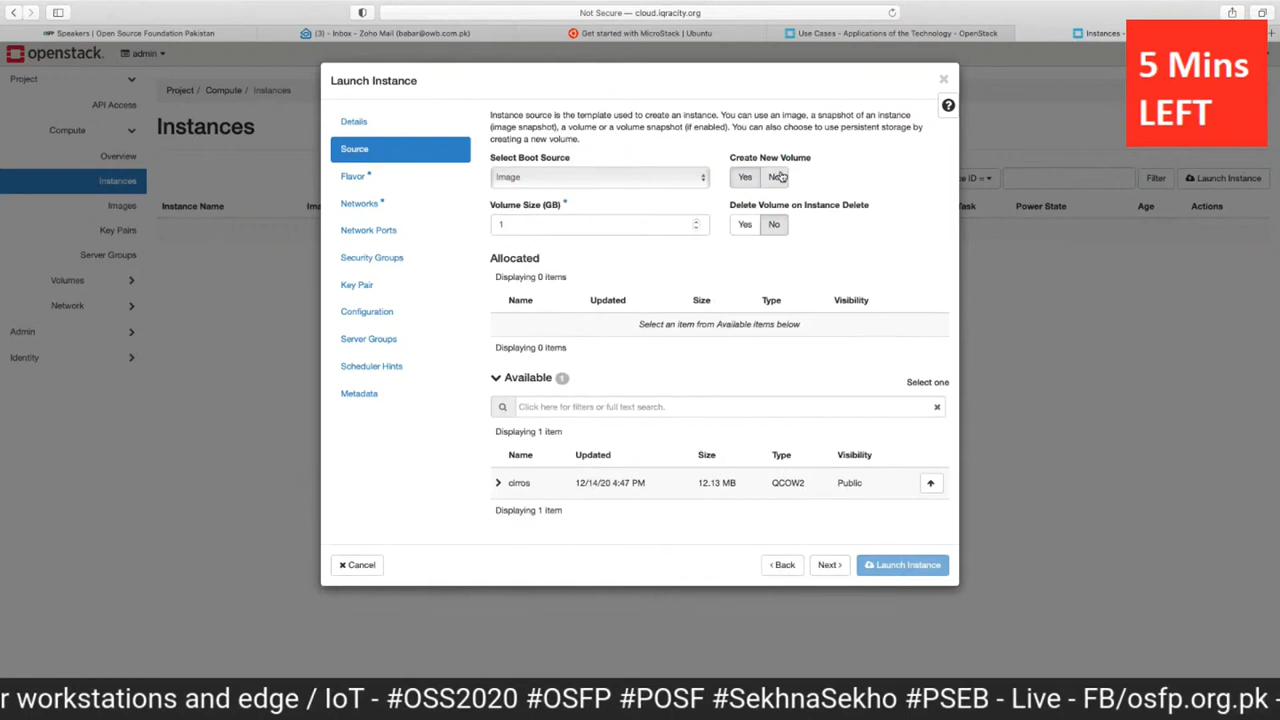 Not Secure — cloud.iqracity.org
Speakers | Open Source Foundation Pakistan
(3) - Inbox - Zoho Mail (babar@owb.com.pk)
Get started with MicroStack | Ubuntu
Use Cases - Applications of the Technology - OpenStack
Instances -
openstack.
admin
5 Mins
LEFT
Project
API Access
Compute
Overview
Instances
Images
Key Pairs
Server Groups
Volumes
Network
Admin
Identity
Project / Compute / Instances
Instances
Instance Name
ID =
Filter
Launch Instance
Task
Power State
Age
Actions
Launch Instance
Details
Source
Flavor *
Networks *
Network Ports
Security Groups
Key Pair
Configuration
Server Groups
Scheduler Hints
Metadata
Instance source is the template used to create an instance. You can use an image, a snapshot of an instance
(image snapshot), a volume or a volume snapshot (if enabled). You can also choose to use persistent storage by
creating a new volume.
Select Boot Source
Create New Volume
Image
Yes
No
Volume Size (GB) *
Delete Volume on Instance Delete
1
Yes
No
Allocated
Displaying 0 items
Name Updated Size Type Visibility
Select an item from Available items below
Displaying 0 items
Available 1
Select one
Click here for filters or full text search.
Displaying 1 item
Name Updated Size Type Visibility
cirros 12/14/20 4:47 PM 12.13 MB QCOW2 Public
Displaying 1 item
Cancel
Back
Next
Launch Instance
r workstations and edge / IoT - #OSS2020 #OSFP #POSF #SekhnaSekho #PSEB - Live - FB/osfp.org.pk